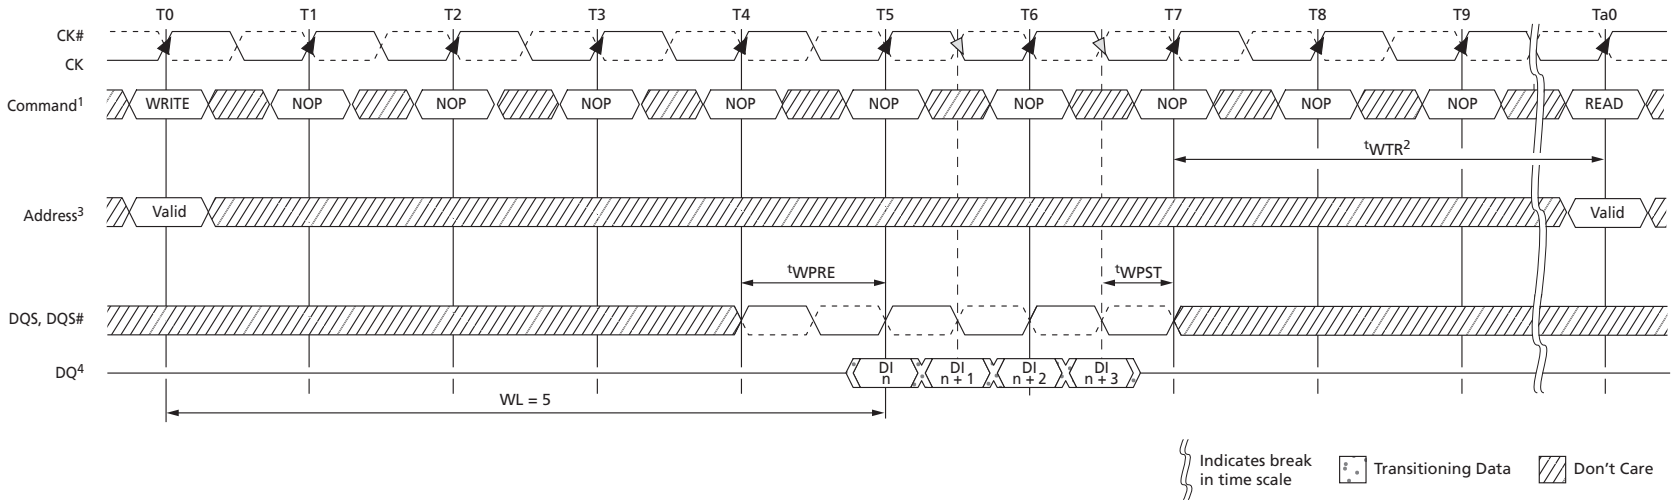 T0 T1 T2 T3 T4 T5 T6 T7 T8 T9 Ta0
CK#
CK
Command¹ WRITE NOP NOP NOP NOP NOP NOP NOP NOP NOP READ
ᵗWTR²
Address³ Valid Valid
ᵗWPRE ᵗWPST
DQS, DQS#
DQ⁴ DI n DI n + 1 DI n + 2 DI n + 3
WL = 5
Indicates break
in time scale
Transitioning Data
Don't Care